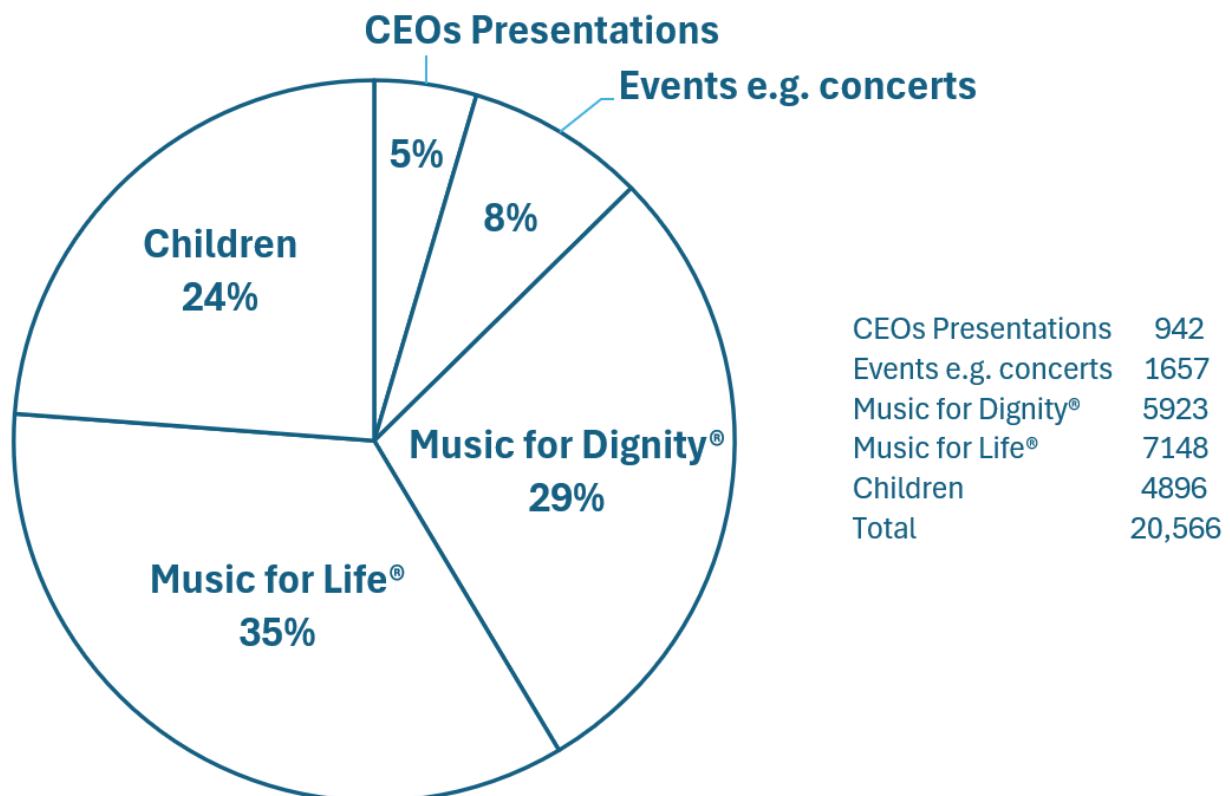 CEOs Presentations
Events e.g. concerts
5%
8%
Children
24%
Music for Dignity®
29%
Music for Life®
35%
CEOs Presentations 942
Events e.g. concerts 1657
Music for Dignity® 5923
Music for Life® 7148
Children 4896
Total 20,566